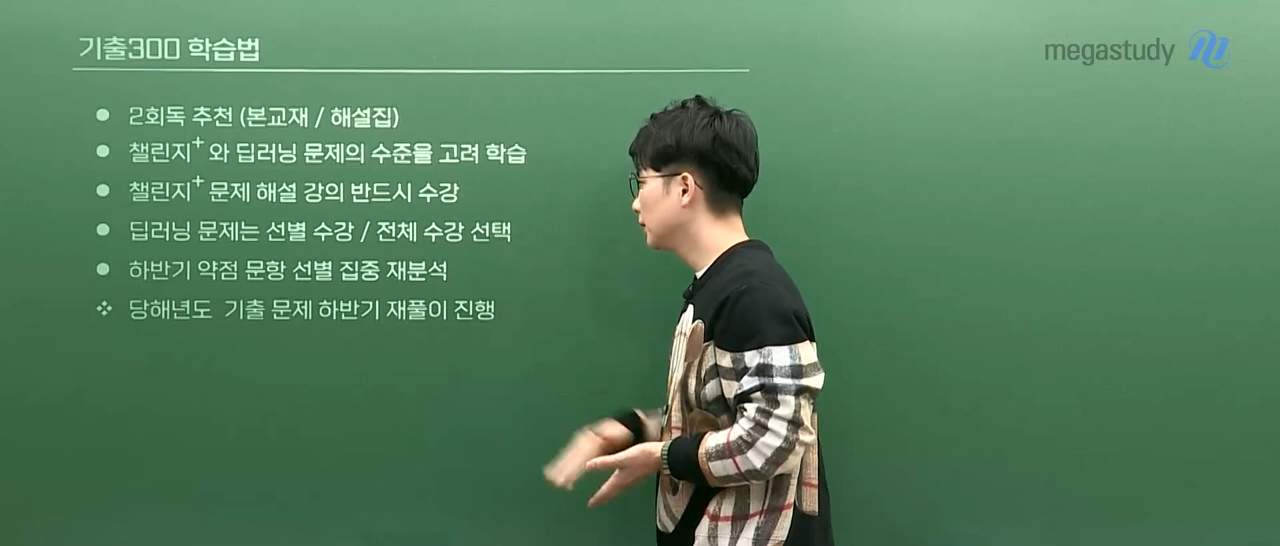 기출300 학습법
megastudy
2회독 추천 (본교재 / 해설집)
챌린지+ 와 딥러닝 문제의 수준을 고려 학습
챌린지+ 문제 해설 강의 반드시 수강
딥러닝 문제는 선별 수강 / 전체 수강 선택
하반기 약점 문항 선별 집중 재분석
당해년도 기출 문제 하반기 재풀이 진행